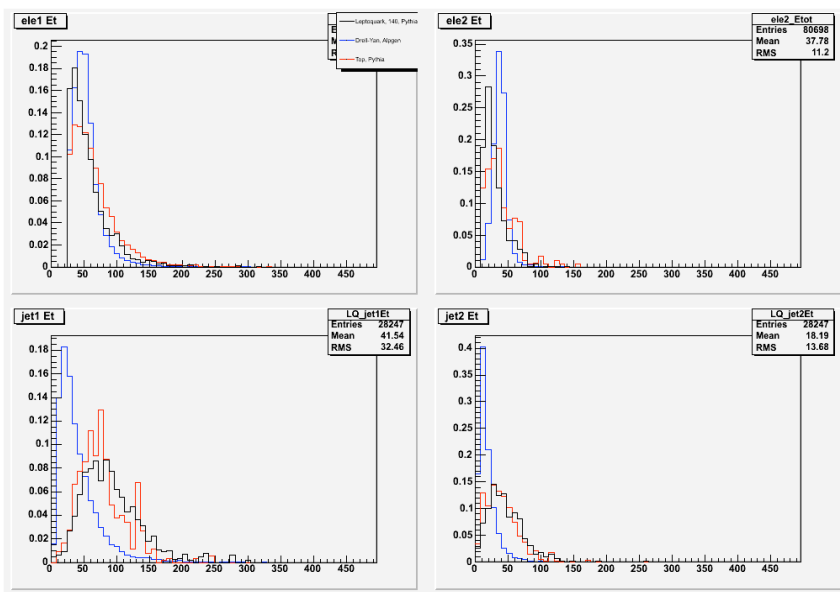 ele1 Et
E
M
R
Leptoquark, 140, Pythia
Drell-Yan, Alpgen
Top, Pythia
0.2
0.18
0.16
0.14
0.12
0.1
0.08
0.06
0.04
0.02
0
0 50 100 150 200 250 300 350 400 450
ele2 Et
ele2_Etot
Entries 80698
Mean 37.78
RMS 11.2
0.35
0.3
0.25
0.2
0.15
0.1
0.05
0
0 50 100 150 200 250 300 350 400 450
jet1 Et
LQ_jet1Et
Entries 28247
Mean 41.54
RMS 32.46
0.18
0.16
0.14
0.12
0.1
0.08
0.06
0.04
0.02
0
0 50 100 150 200 250 300 350 400 450
jet2 Et
LQ_jet2Et
Entries 28247
Mean 18.19
RMS 13.68
0.4
0.35
0.3
0.25
0.2
0.15
0.1
0.05
0
0 50 100 150 200 250 300 350 400 450